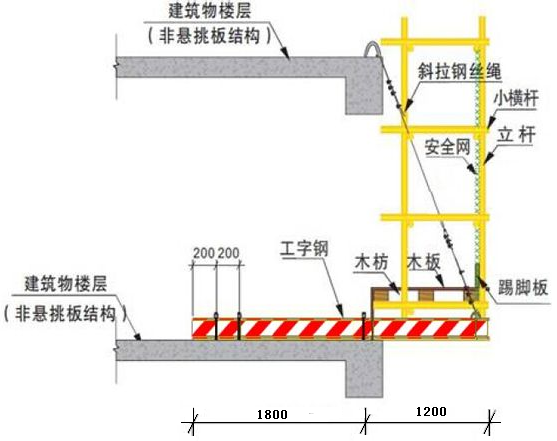 建筑物楼层
（非悬挑板结构）
斜拉钢丝绳
小横杆
立杆
安全网
200 200
工字钢
木枋 木板
踢脚板
建筑物楼层
（非悬挑板结构）
1800 1200